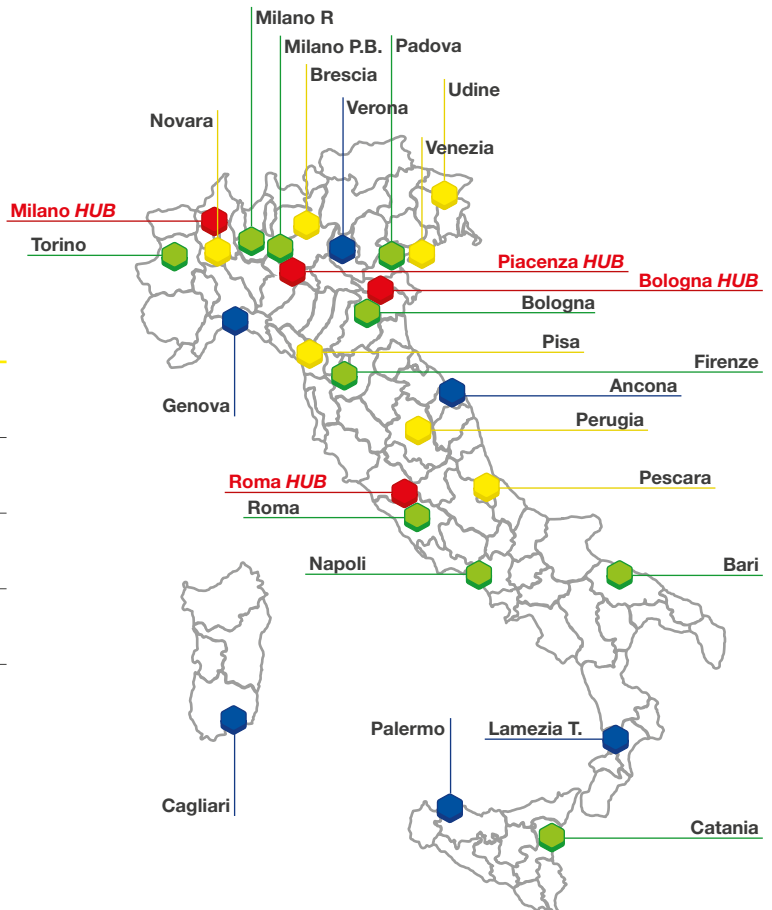 Milano R
Milano P.B.
Padova
Brescia
Udine
Verona
Novara
Venezia
Milano HUB
Torino
Piacenza HUB
Bologna HUB
Bologna
Pisa
Firenze
Genova
Ancona
Perugia
Roma HUB
Pescara
Roma
Napoli
Bari
Palermo
Lamezia T.
Cagliari
Catania